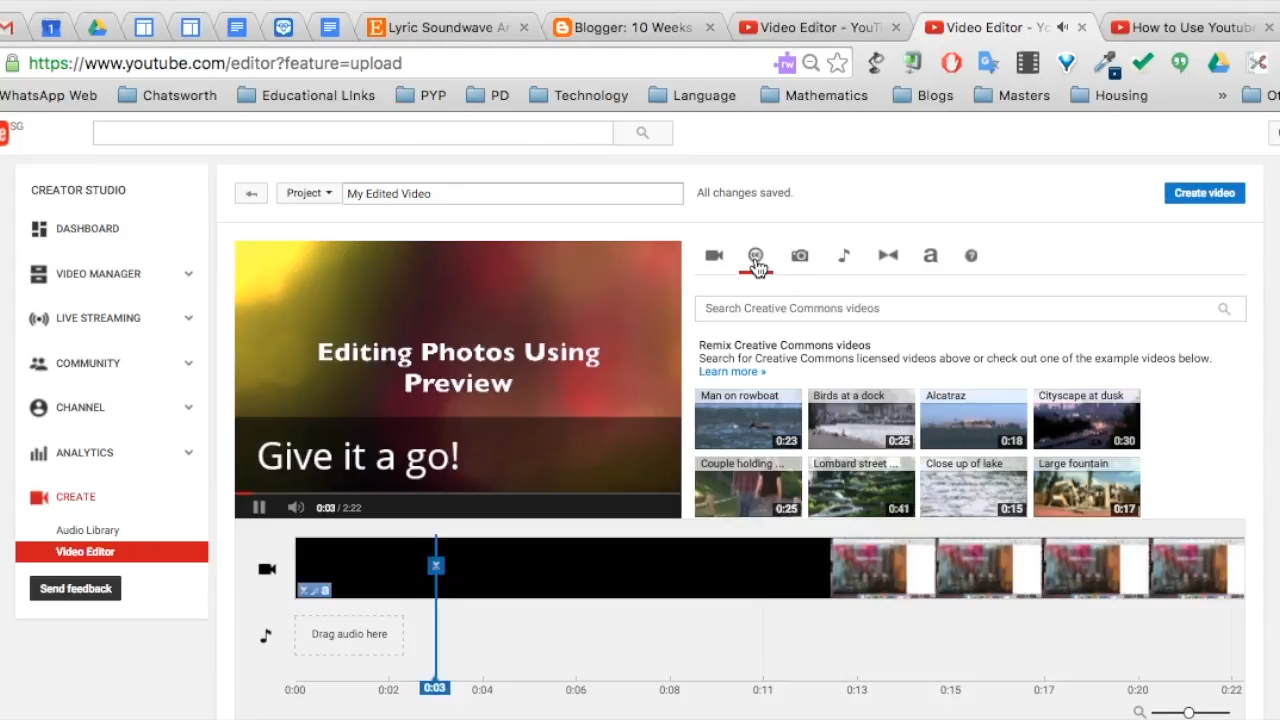 1
Lyric Soundwave Ar
Blogger: 10 Weeks
Video Editor - YouT
Video Editor - Yo
How to Use Youtube
https://www.youtube.com/editor?feature=upload
rw
WhatsApp Web
Chatsworth
Educational LInks
PYP
PD
Technology
Language
Mathematics
Blogs
Masters
Housing
»
Ot
SG
CREATOR STUDIO
Project
My Edited Video
All changes saved.
Create video
DASHBOARD
VIDEO MANAGER
LIVE STREAMING
COMMUNITY
CHANNEL
ANALYTICS
CREATE
Audio Library
Video Editor
Send feedback
Editing Photos Using
Preview
Give it a go!
0:03 / 2:22
CC
a
?
Search Creative Commons videos
Remix Creative Commons videos
Search for Creative Commons licensed videos above or check out one of the example videos below.
Learn more »
Man on rowboat
0:23
Birds at a dock
0:25
Alcatraz
0:18
Cityscape at dusk
0:30
Couple holding ...
0:25
Lombard street ...
0:41
Close up of lake
0:15
Large fountain
0:17
Drag audio here
0:00
0:02
0:03
0:04
0:06
0:08
0:11
0:13
0:15
0:17
0:20
0:22